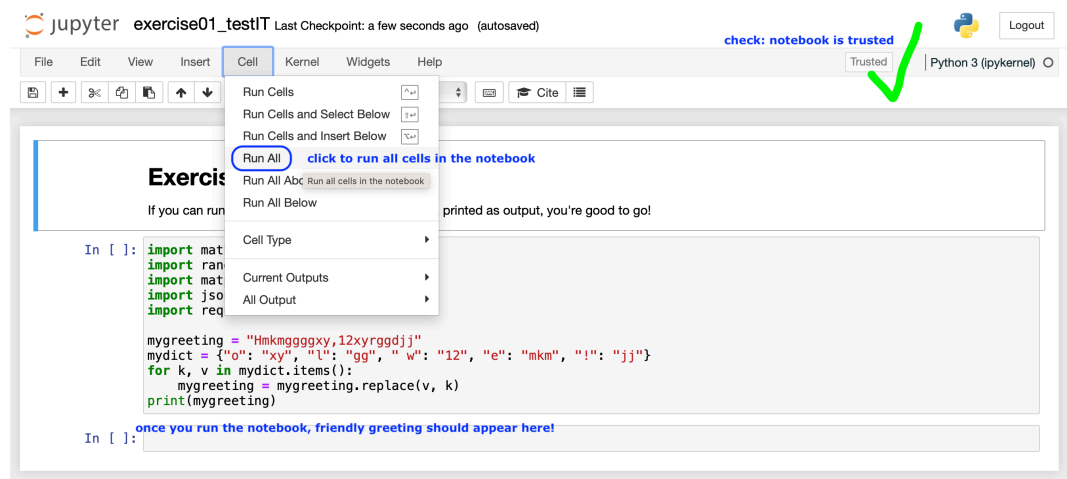 jupyter exercise01_testIT Last Checkpoint: a few seconds ago (autosaved) Logout
check: notebook is trusted
File Edit View Insert Cell Kernel Widgets Help Trusted Python 3 (ipykernel)
Cite
Run Cells
Run Cells and Select Below
Run Cells and Insert Below
Run All click to run all cells in the notebook
Run All Abo
Run all cells in the notebook
Run All Below
Cell Type
Current Outputs
All Output
Exercis
If you can run printed as output, you're good to go!
In [ ]: import mat
import ran
import mat
import jso
import req
mygreeting = "Hmkmggggxy,12xyrggdjj"
mydict = {"o": "xy", "l": "gg", " w": "12", "e": "mkm", "!": "jj"}
for k, v in mydict.items():
    mygreeting = mygreeting.replace(v, k)
print(mygreeting)
once you run the notebook, friendly greeting should appear here!
In [ ]: